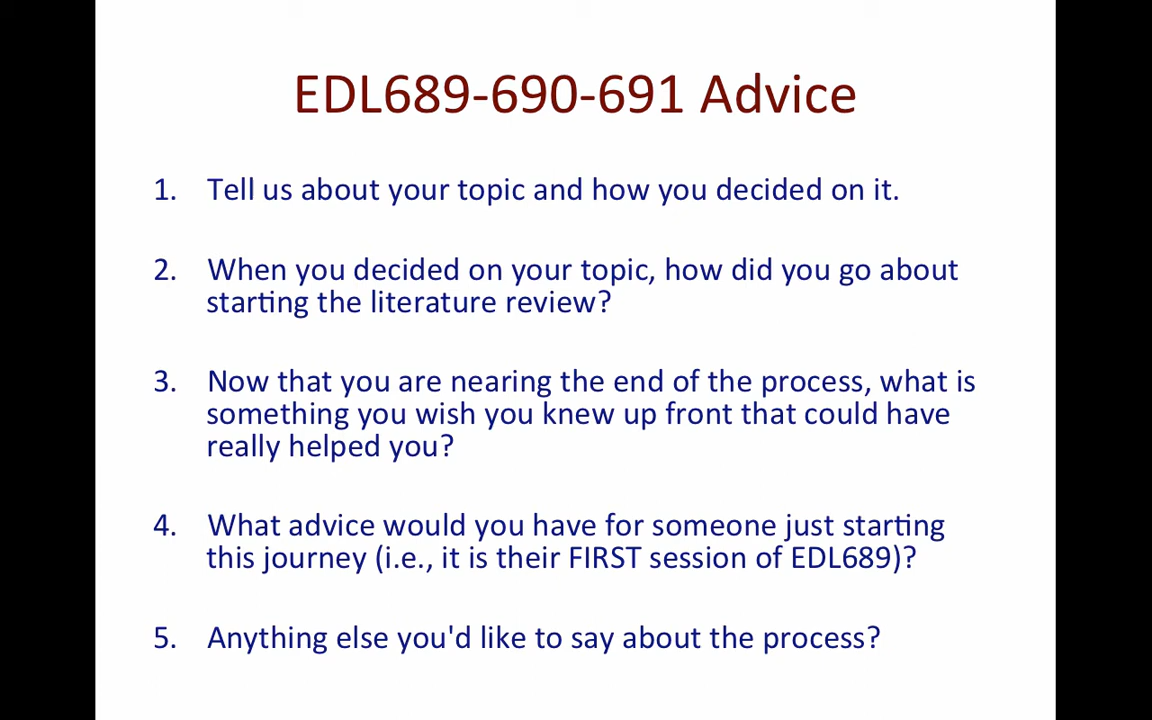 EDL689-690-691 Advice
1. Tell us about your topic and how you decided on it.
2. When you decided on your topic, how did you go about
starting the literature review?
3. Now that you are nearing the end of the process, what is
something you wish you knew up front that could have
really helped you?
4. What advice would you have for someone just starting
this journey (i.e., it is their FIRST session of EDL689)?
5. Anything else you'd like to say about the process?